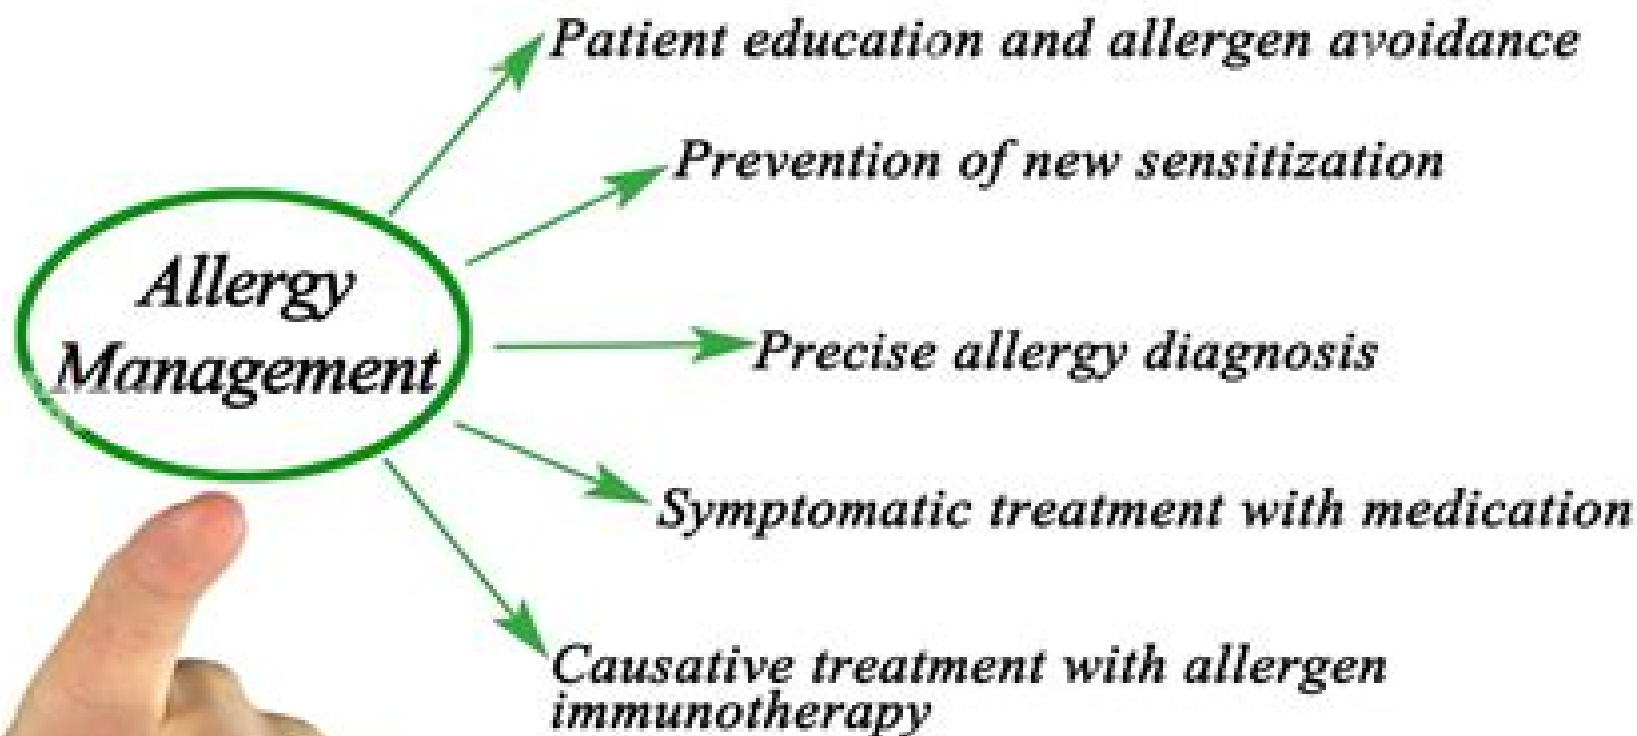 Patient education and allergen avoidance
Prevention of new sensitization
Allergy
Management
Precise allergy diagnosis
Symptomatic treatment with medication
Causative treatment with allergen
immunotherapy